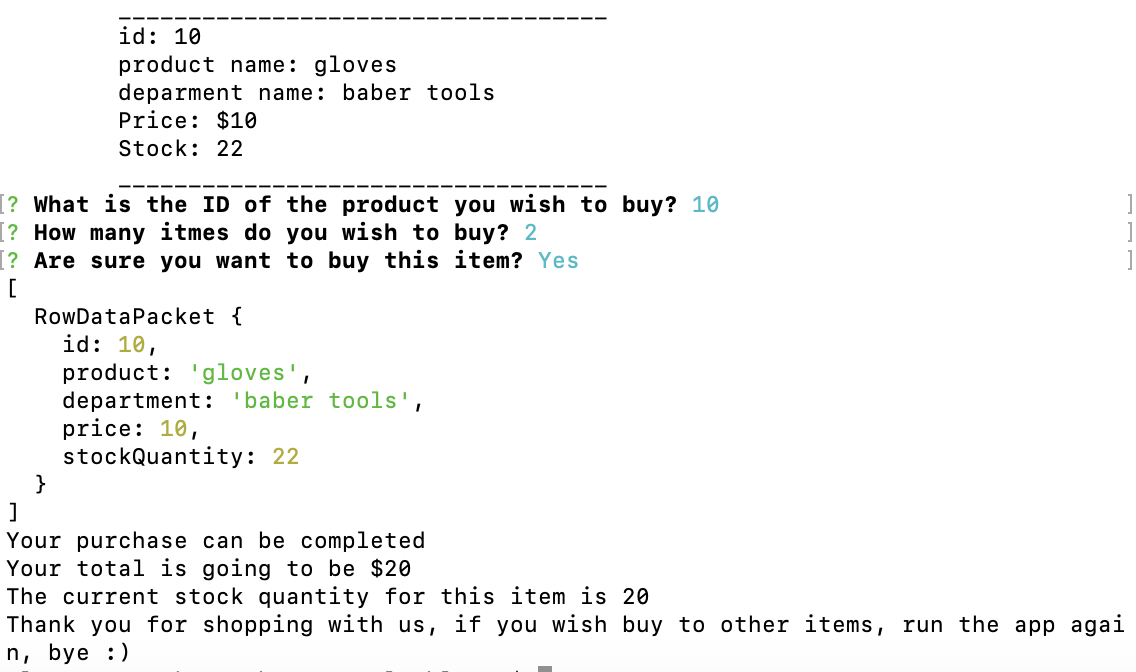 ___________________________________
id: 10
product name: gloves
deparment name: baber tools
Price: $10
Stock: 22
___________________________________
[? What is the ID of the product you wish to buy? 10 ]
[? How many itmes do you wish to buy? 2 ]
[? Are sure you want to buy this item? Yes ]
[
RowDataPacket {
id: 10,
product: 'gloves',
department: 'baber tools',
price: 10,
stockQuantity: 22
}
]
Your purchase can be completed
Your total is going to be $20
The current stock quantity for this item is 20
Thank you for shopping with us, if you wish buy to other items, run the app agai
n, bye :)